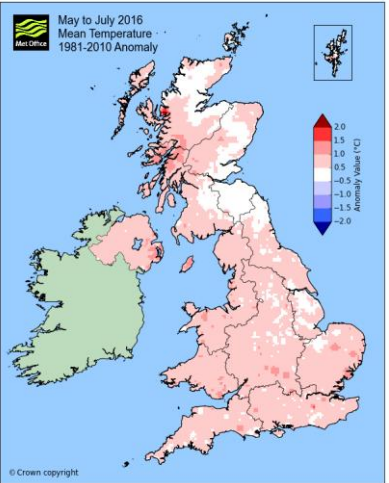 Met Office
May to July 2016
Mean Temperature
1981-2010 Anomaly
2.0
1.5
1.0
0.5
−0.5
−1.0
−1.5
−2.0
Anomaly Value (°C)
© Crown copyright